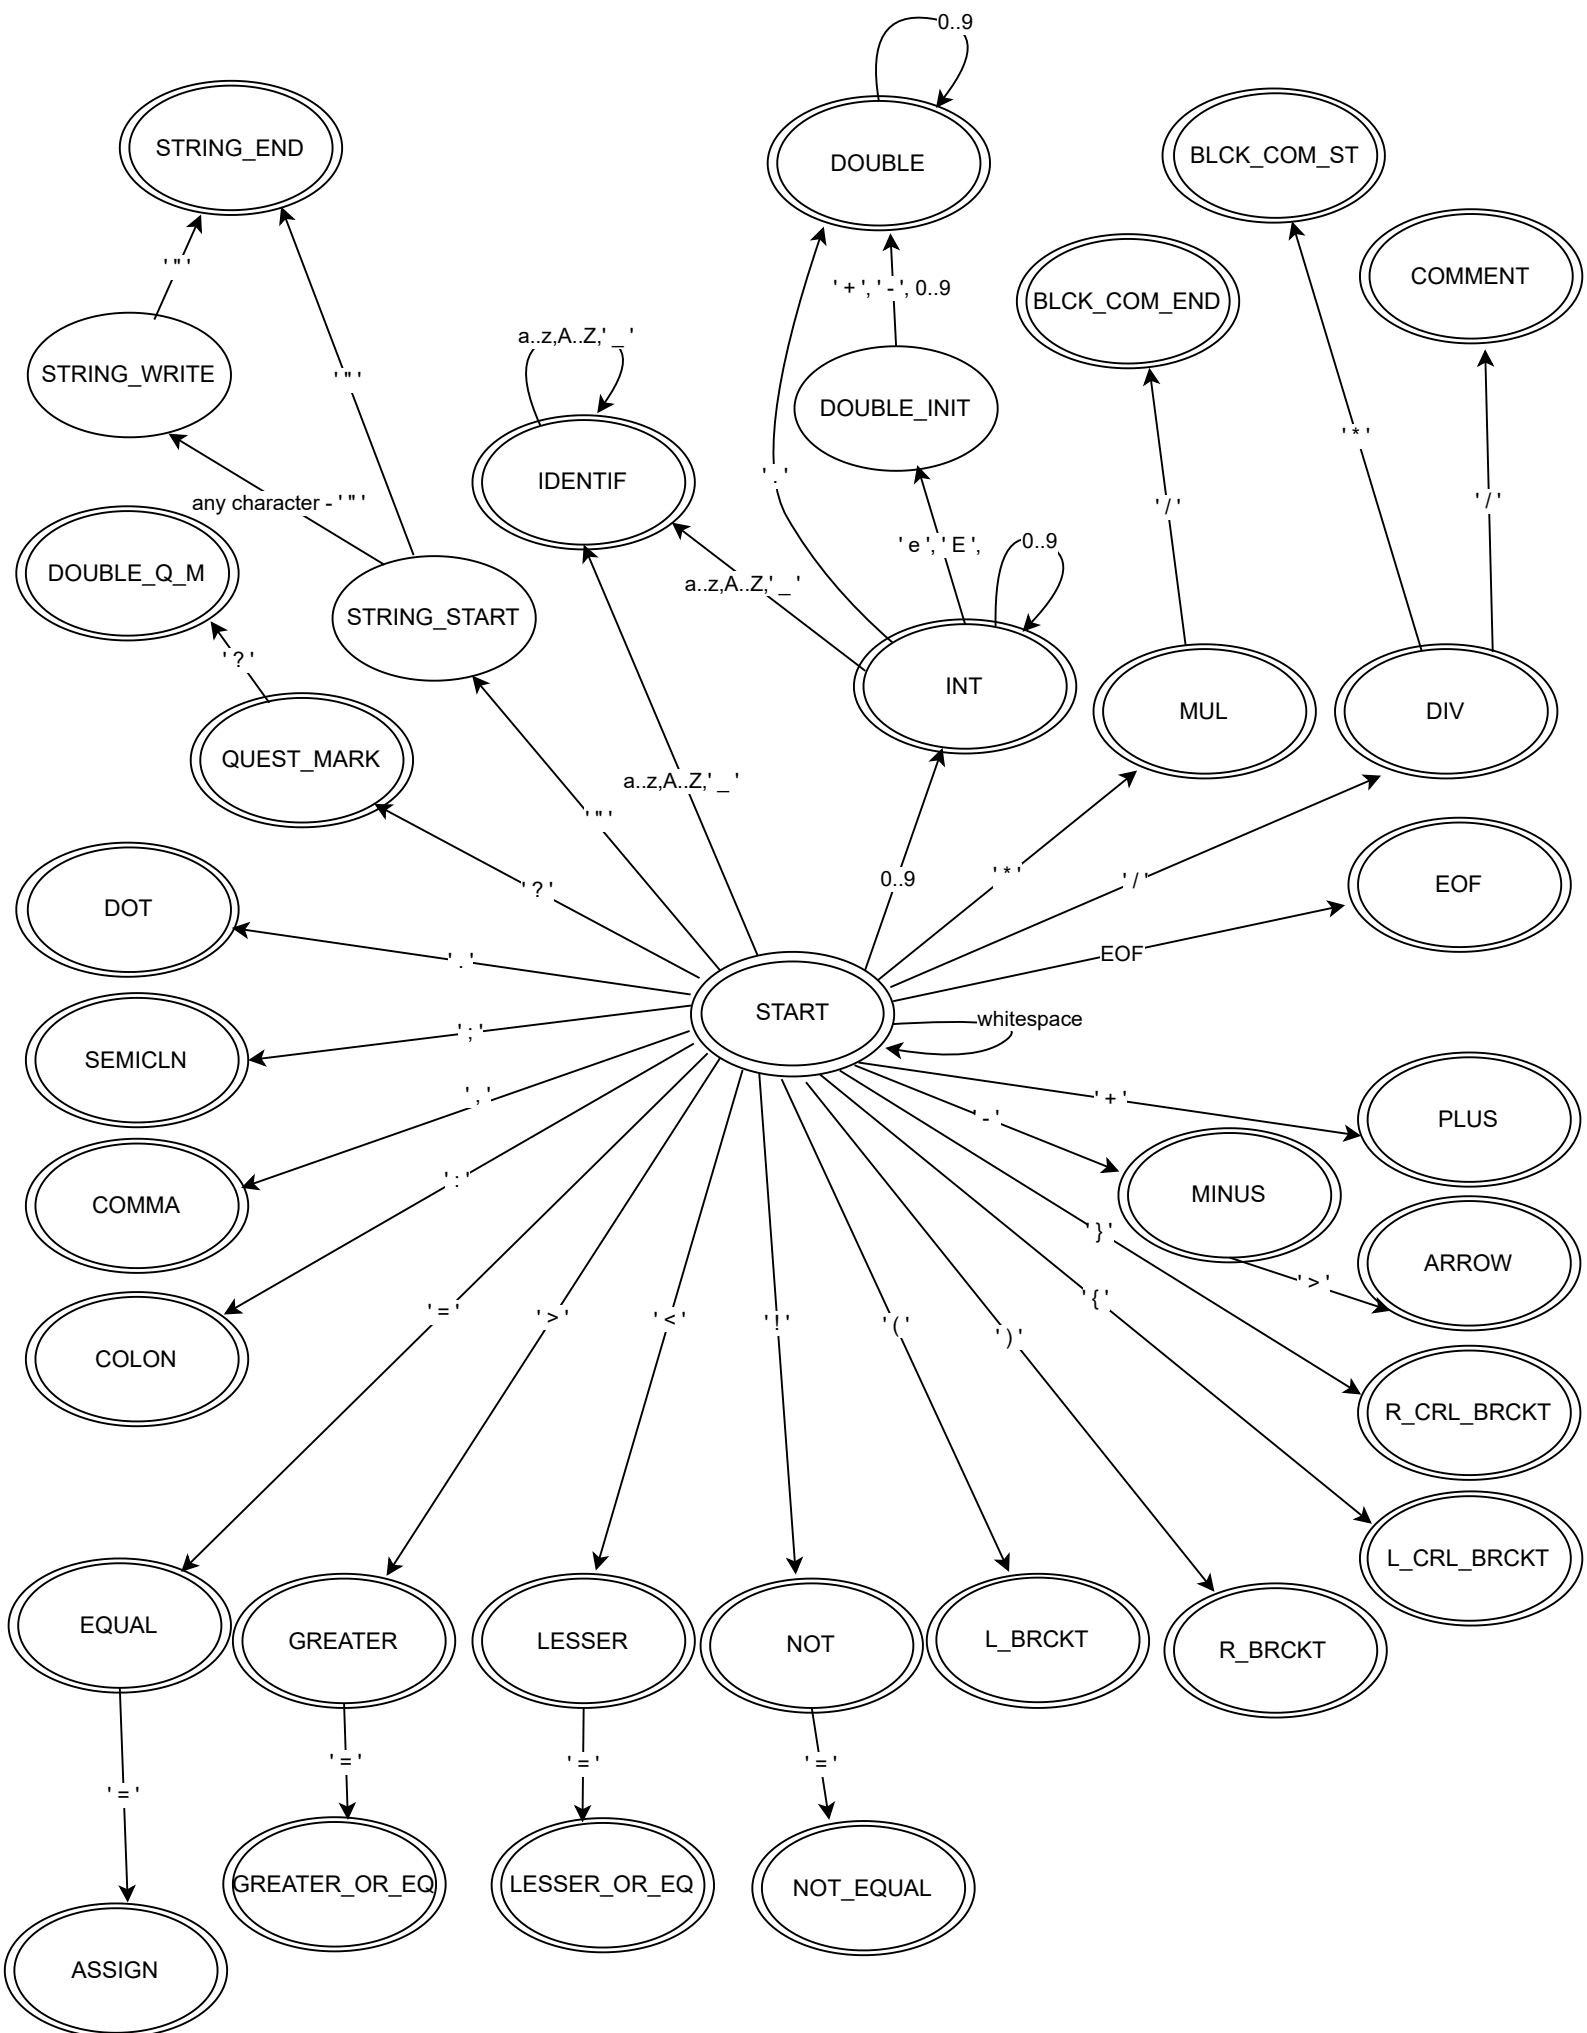 0..9
STRING_END
DOUBLE
BLCK_COM_ST
' " '
COMMENT
' + ', ' - ', 0..9
BLCK_COM_END
a..z,A..Z,' _ '
STRING_WRITE
' " '
DOUBLE_INIT
' * '
' . '
IDENTIF
any character - ' " '
' / '
' / '
' e ', ' E ',
0..9
DOUBLE_Q_M
a..z,A..Z,' _ '
STRING_START
' ? '
INT
MUL
DIV
QUEST_MARK
a..z,A..Z,' _ '
' " '
' ? '
0..9
' * '
' / '
EOF
DOT
' . '
EOF
START
whitespace
' ; '
SEMICLN
' , '
' + '
' - '
PLUS
' : '
MINUS
COMMA
' } '
ARROW
' > '
' { '
' = '
' > '
' < '
' ! '
' ( '
' ) '
COLON
R_CRL_BRCKT
L_CRL_BRCKT
EQUAL
GREATER
LESSER
NOT
L_BRCKT
R_BRCKT
' = '
' = '
' = '
' = '
GREATER_OR_EQ
LESSER_OR_EQ
NOT_EQUAL
ASSIGN